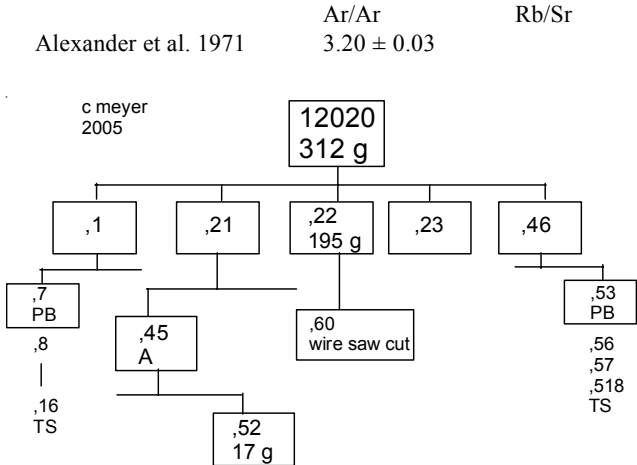 Ar/Ar Rb/Sr
Alexander et al. 1971 3.20 ± 0.03
c meyer
2005
12020
312 g
,1
,21
,22
195 g
,23
,46
,7
PB
,8
,16
TS
,45
A
,52
17 g
,60
wire saw cut
,53
PB
,56
,57
,518
TS